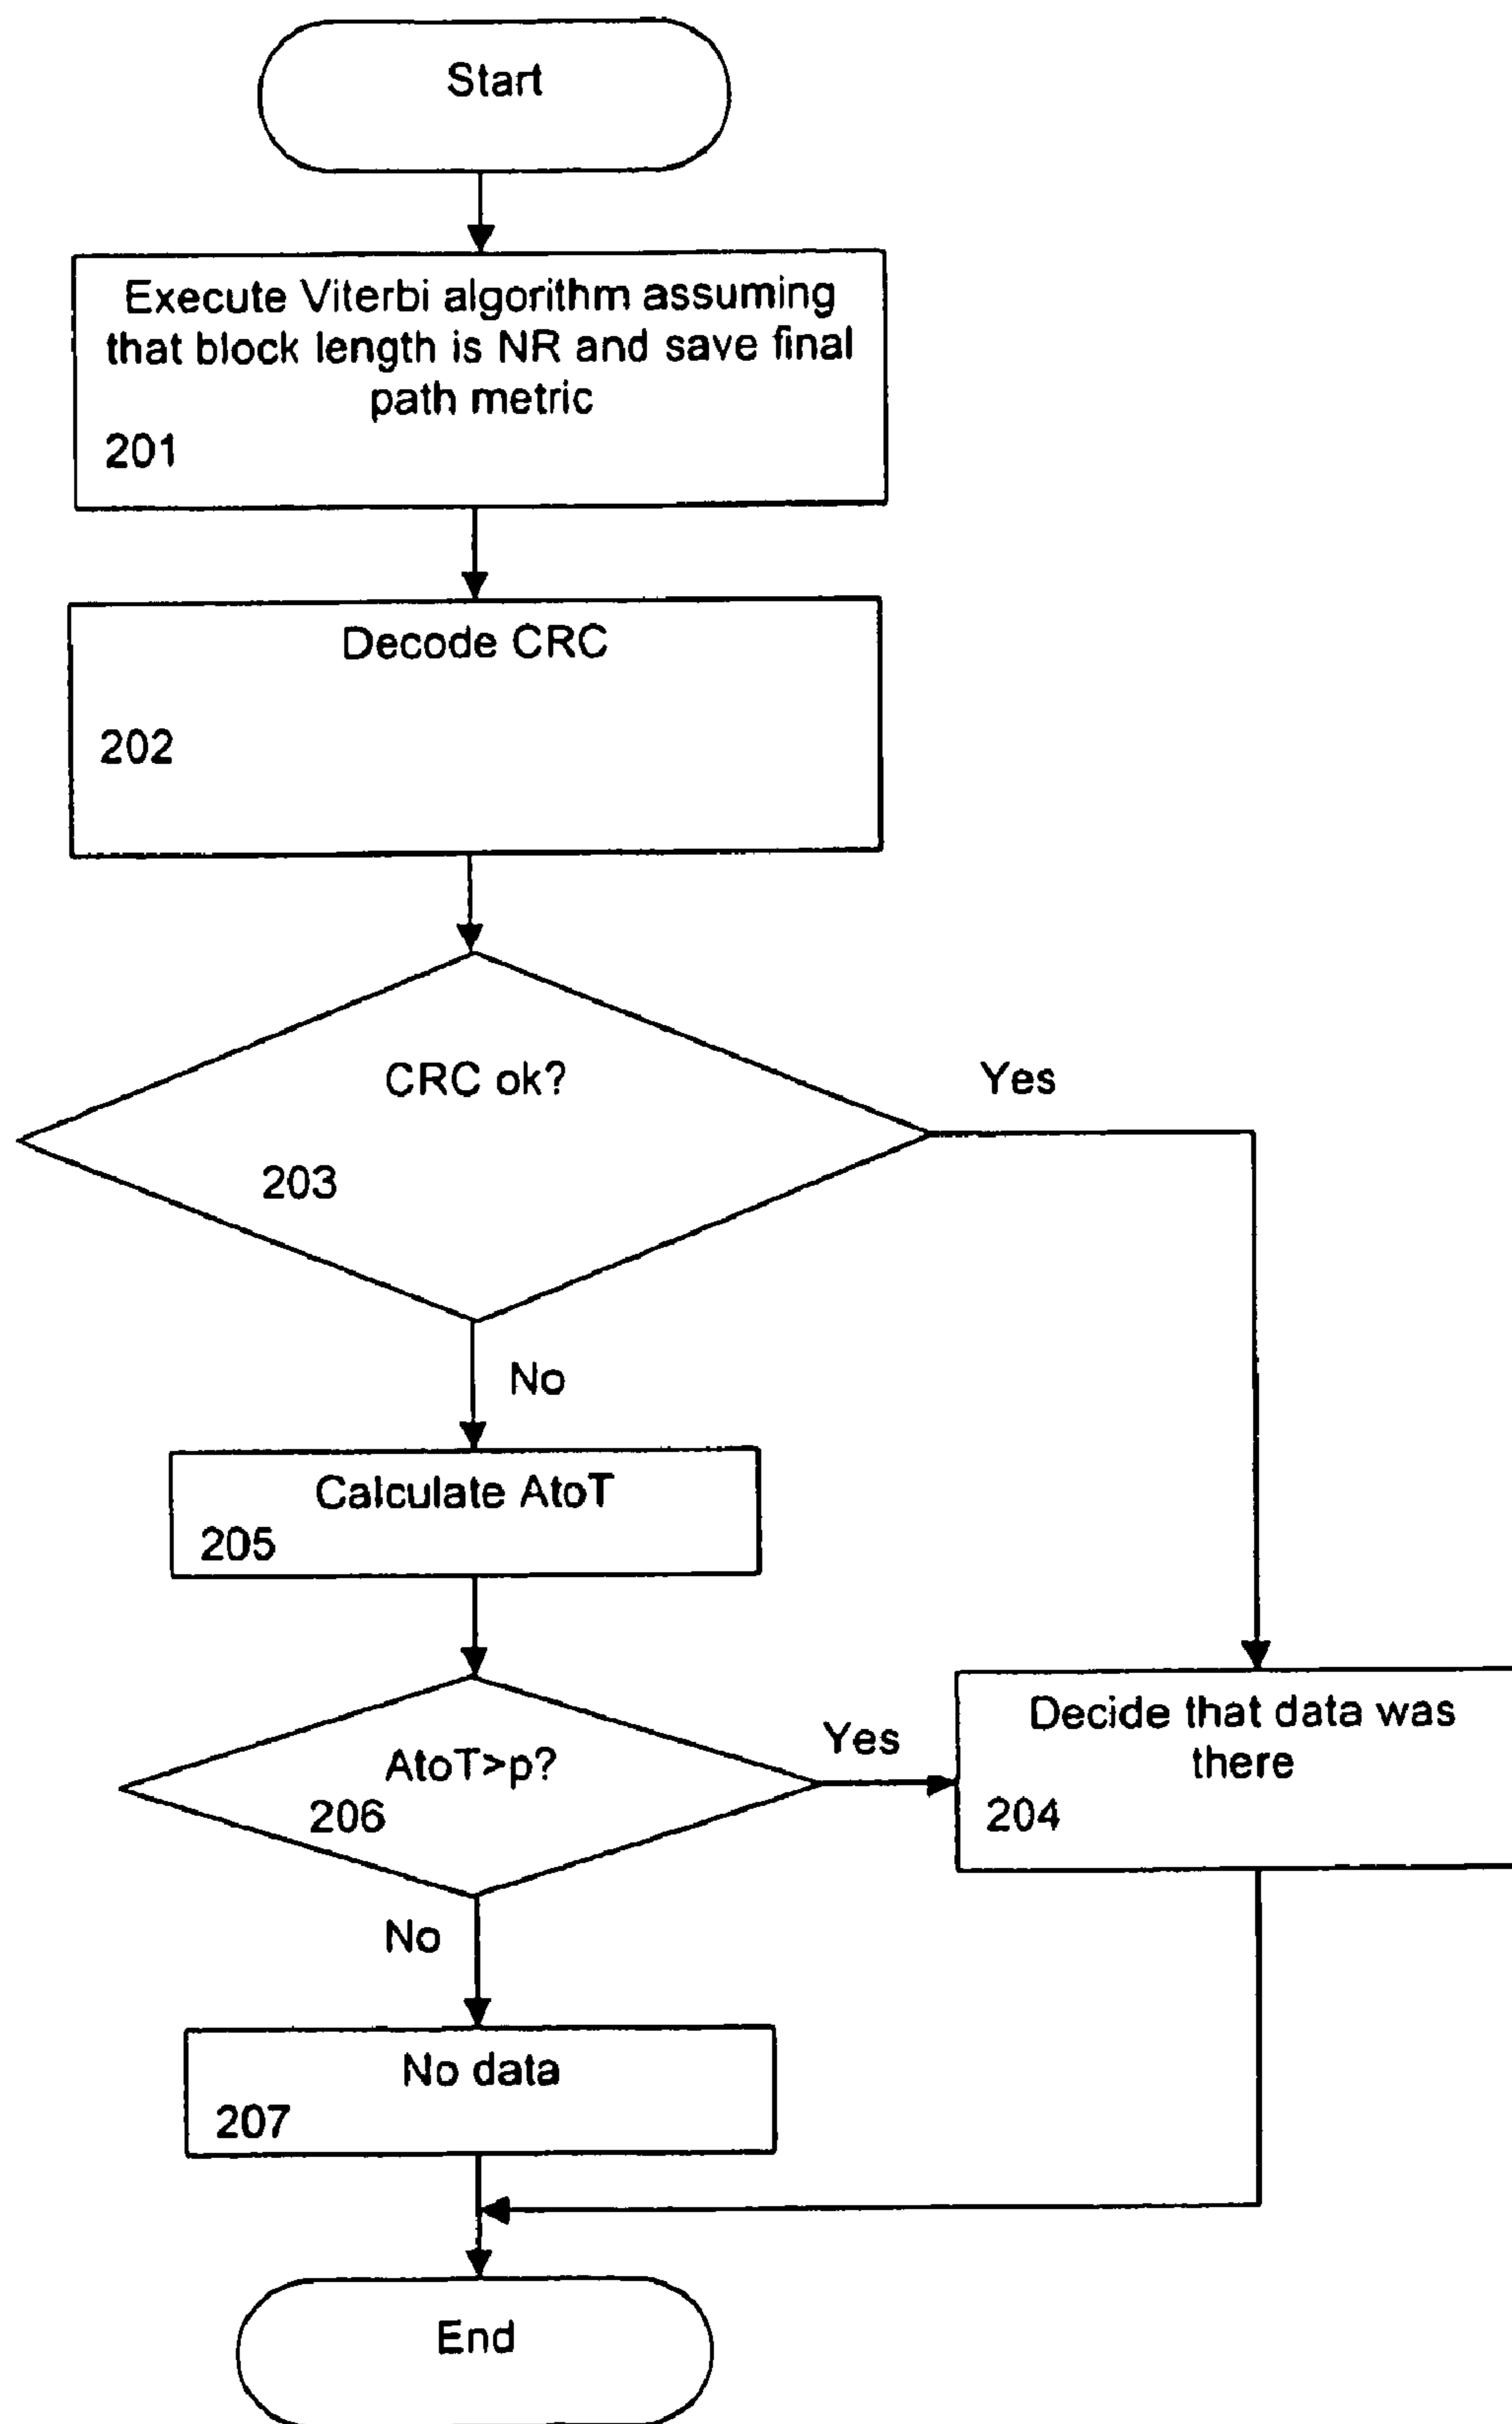 Start
Execute Viterbi algorithm assuming
that block length is NR and save final
path metric
201
Decode CRC
202
CRC ok?
Yes
203
No
Calculate AtoT
205
AtoT>p?
206
Yes
Decide that data was
there
204
No
No data
207
End